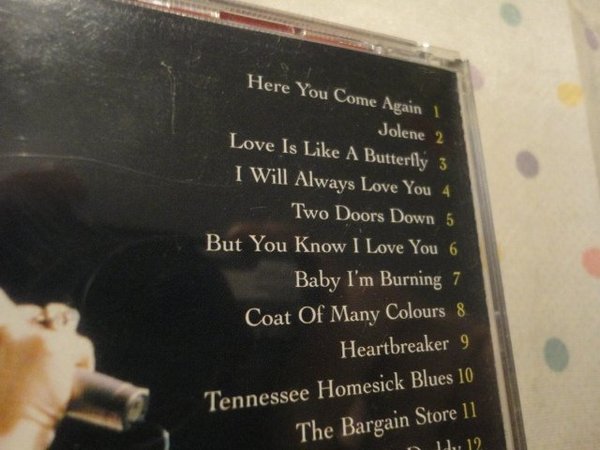 Here You Come Again 1
Jolene 2
Love Is Like A Butterfly 3
I Will Always Love You 4
Two Doors Down 5
But You Know I Love You 6
Baby I'm Burning 7
Coat Of Many Colours 8
Heartbreaker 9
Tennessee Homesick Blues 10
The Bargain Store 11
Daddy 12